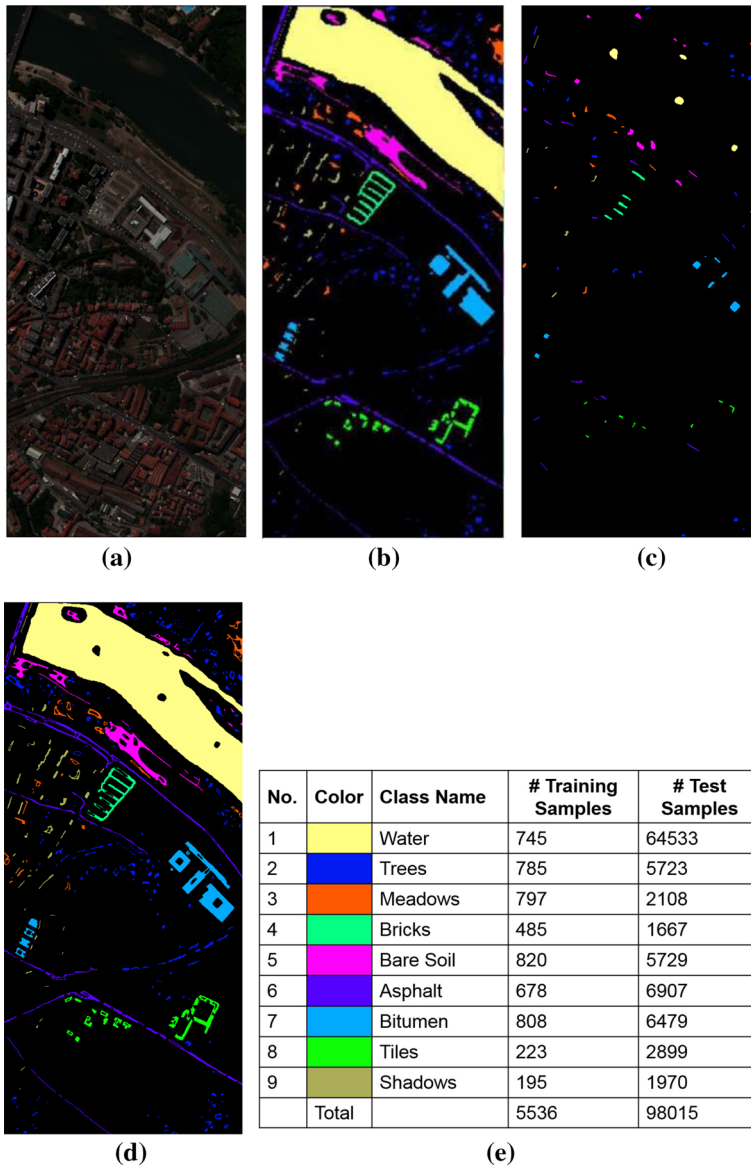 (a)
(b)
(c)
(d)
No. Color Class Name # Training Samples # Test Samples
1 Water 745 64533
2 Trees 785 5723
3 Meadows 797 2108
4 Bricks 485 1667
5 Bare Soil 820 5729
6 Asphalt 678 6907
7 Bitumen 808 6479
8 Tiles 223 2899
9 Shadows 195 1970
Total 5536 98015
(e)